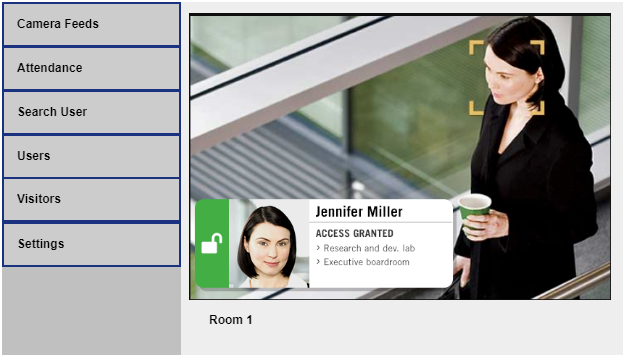 Camera Feeds
Attendance
Search User
Users
Visitors
Settings
Jennifer Miller
ACCESS GRANTED
› Research and dev. lab
› Executive boardroom
Room 1